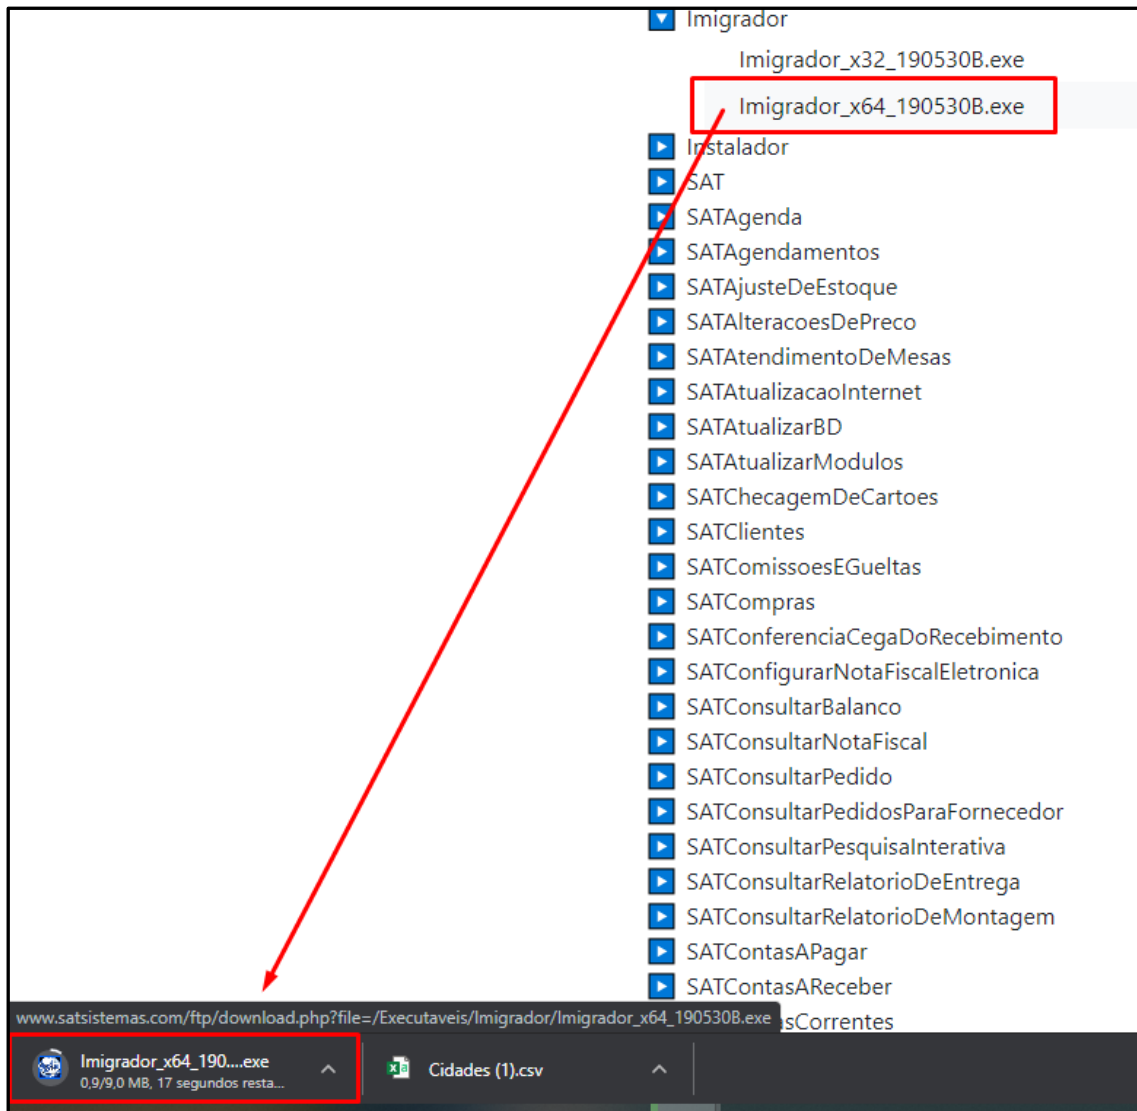 Imigrador
Imigrador_x32_190530B.exe
Imigrador_x64_190530B.exe
Instalador
SAT
SATAgenda
SATAgendamentos
SATAjusteDeEstoque
SATAlteracoesDePreco
SATAtendimentoDeMesas
SATAtualizacaoInternet
SATAtualizarBD
SATAtualizarModulos
SATChecagemDeCartoes
SATClientes
SATComissoesEGueltas
SATCompras
SATConferenciaCegaDoRecebimento
SATConfigurarNotaFiscalEletronica
SATConsultarBalanco
SATConsultarNotaFiscal
SATConsultarPedido
SATConsultarPedidosParaFornecedor
SATConsultarPesquisaInterativa
SATConsultarRelatorioDeEntrega
SATConsultarRelatorioDeMontagem
SATContasAPagar
SATContasAReceber
www.satsistemas.com/ftp/download.php?file=/Executaveis/Imigrador/Imigrador_x64_190530B.exe
sCorrentes
Imigrador_x64_190....exe
0,9/9,0 MB, 17 segundos resta...
Cidades (1).csv